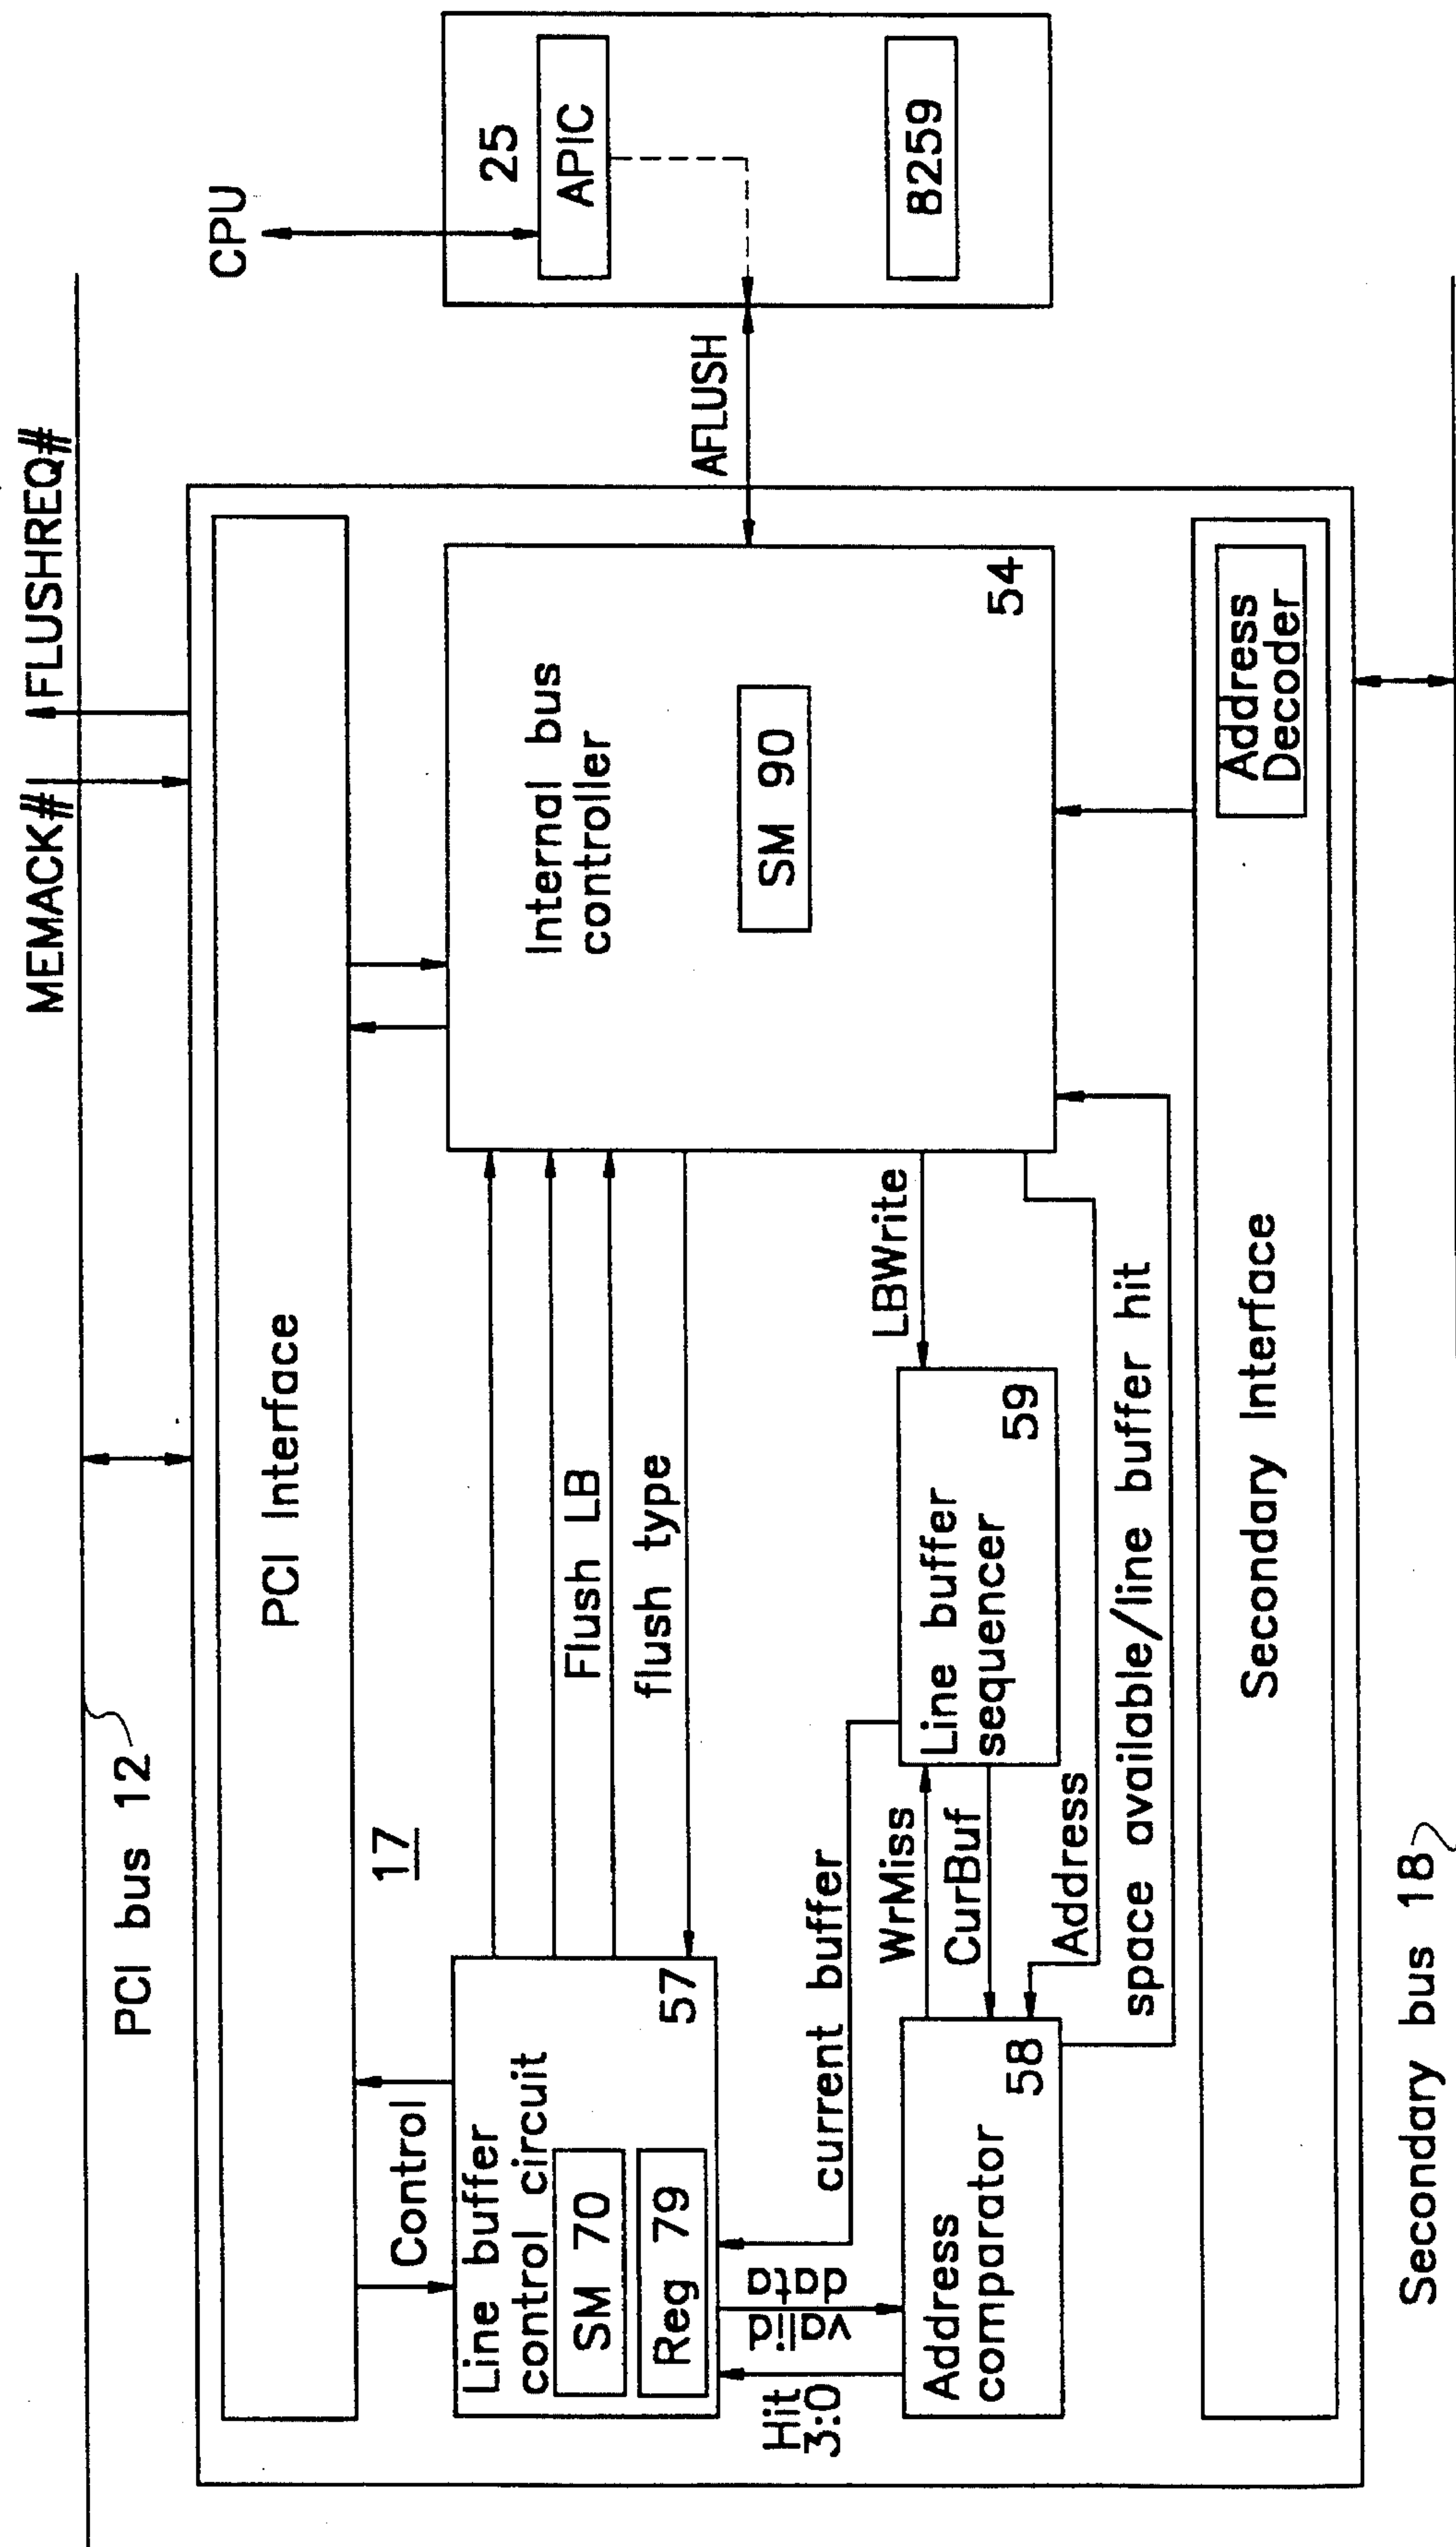 MEMACK#
FLUSHREQ#
PCI bus 12
CPU
PCI Interface
17
25
APIC
8259
AFLUSH
Control
Line buffer
control circuit
SM 70
Reg 79
57
Flush LB
flush type
Internal bus
controller
SM 90
54
current buffer
Hit
3:0
valid
data
WrMiss
CurBuf
LBWrite
Line buffer
sequencer
59
Address
comparator
58
Address
space available/line buffer hit
Secondary Interface
Address
Decoder
Secondary bus 18